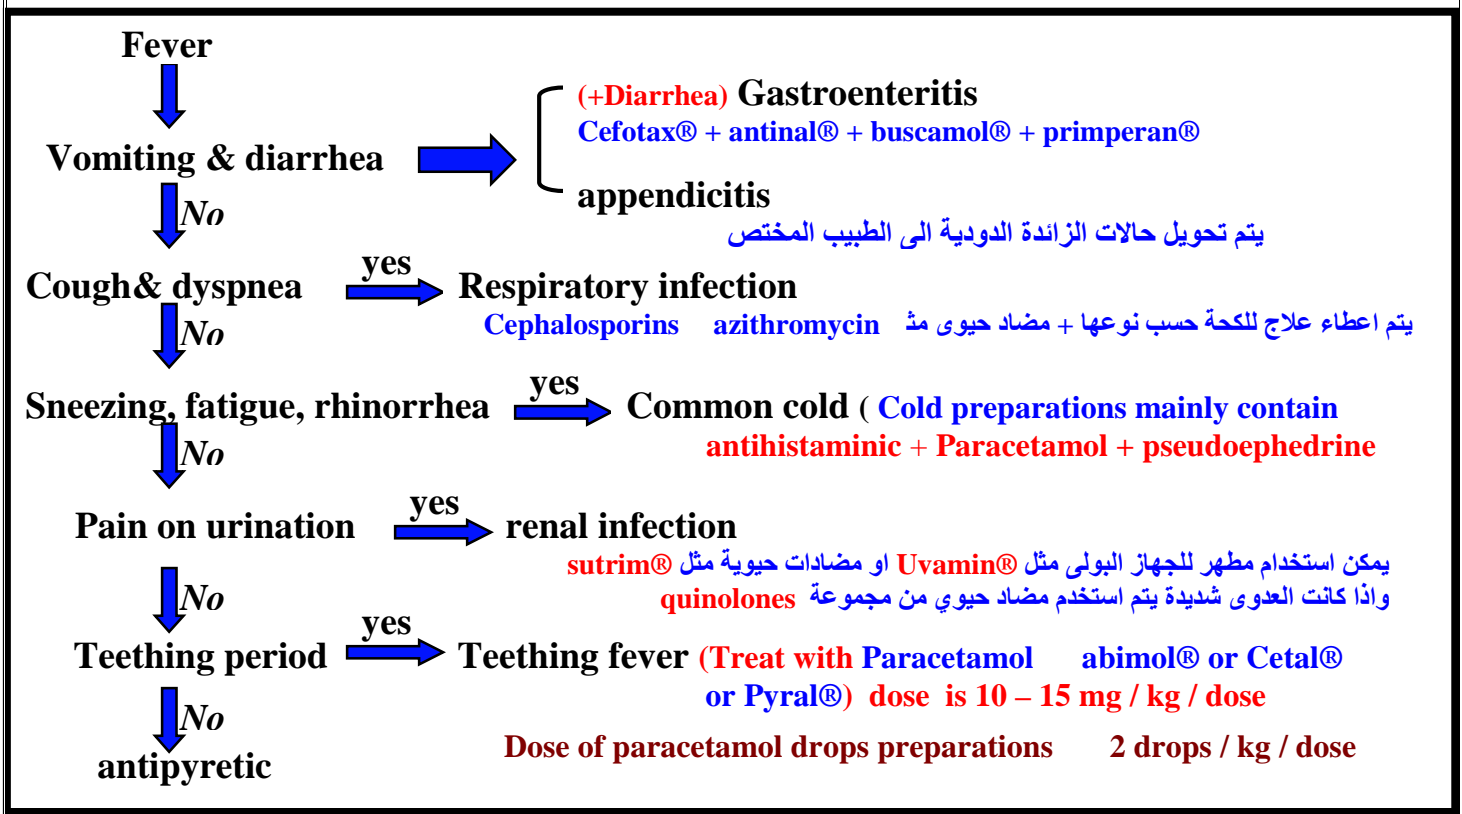 Fever
(+Diarrhea) Gastroenteritis
Cefotax® + antinal® + buscamol® + primperan®
Vomiting & diarrhea
appendicitis
No
يتم تحويل حالات الزائدة الدودية الى الطبيب المختص
yes
Cough& dyspnea
Respiratory infection
يتم اعطاء علاج للكحة حسب نوعها + مضاد حيوى مثـ Cephalosporins azithromycin
No
yes
Sneezing, fatigue, rhinorrhea
Common cold ( Cold preparations mainly contain
antihistaminic + Paracetamol + pseudoephedrine
No
yes
Pain on urination
renal infection
يمكن استخدام مطهر للجهاز البولى مثل Uvamin® او مضادات حيوية مثل sutrim®
واذا كانت العدوى شديدة يتم استخدم مضاد حيوي من مجموعة quinolones
No
yes
Teething period
Teething fever (Treat with Paracetamol abimol® or Cetal®
or Pyral®) dose is 10 – 15 mg / kg / dose
No
Dose of paracetamol drops preparations 2 drops / kg / dose
antipyretic